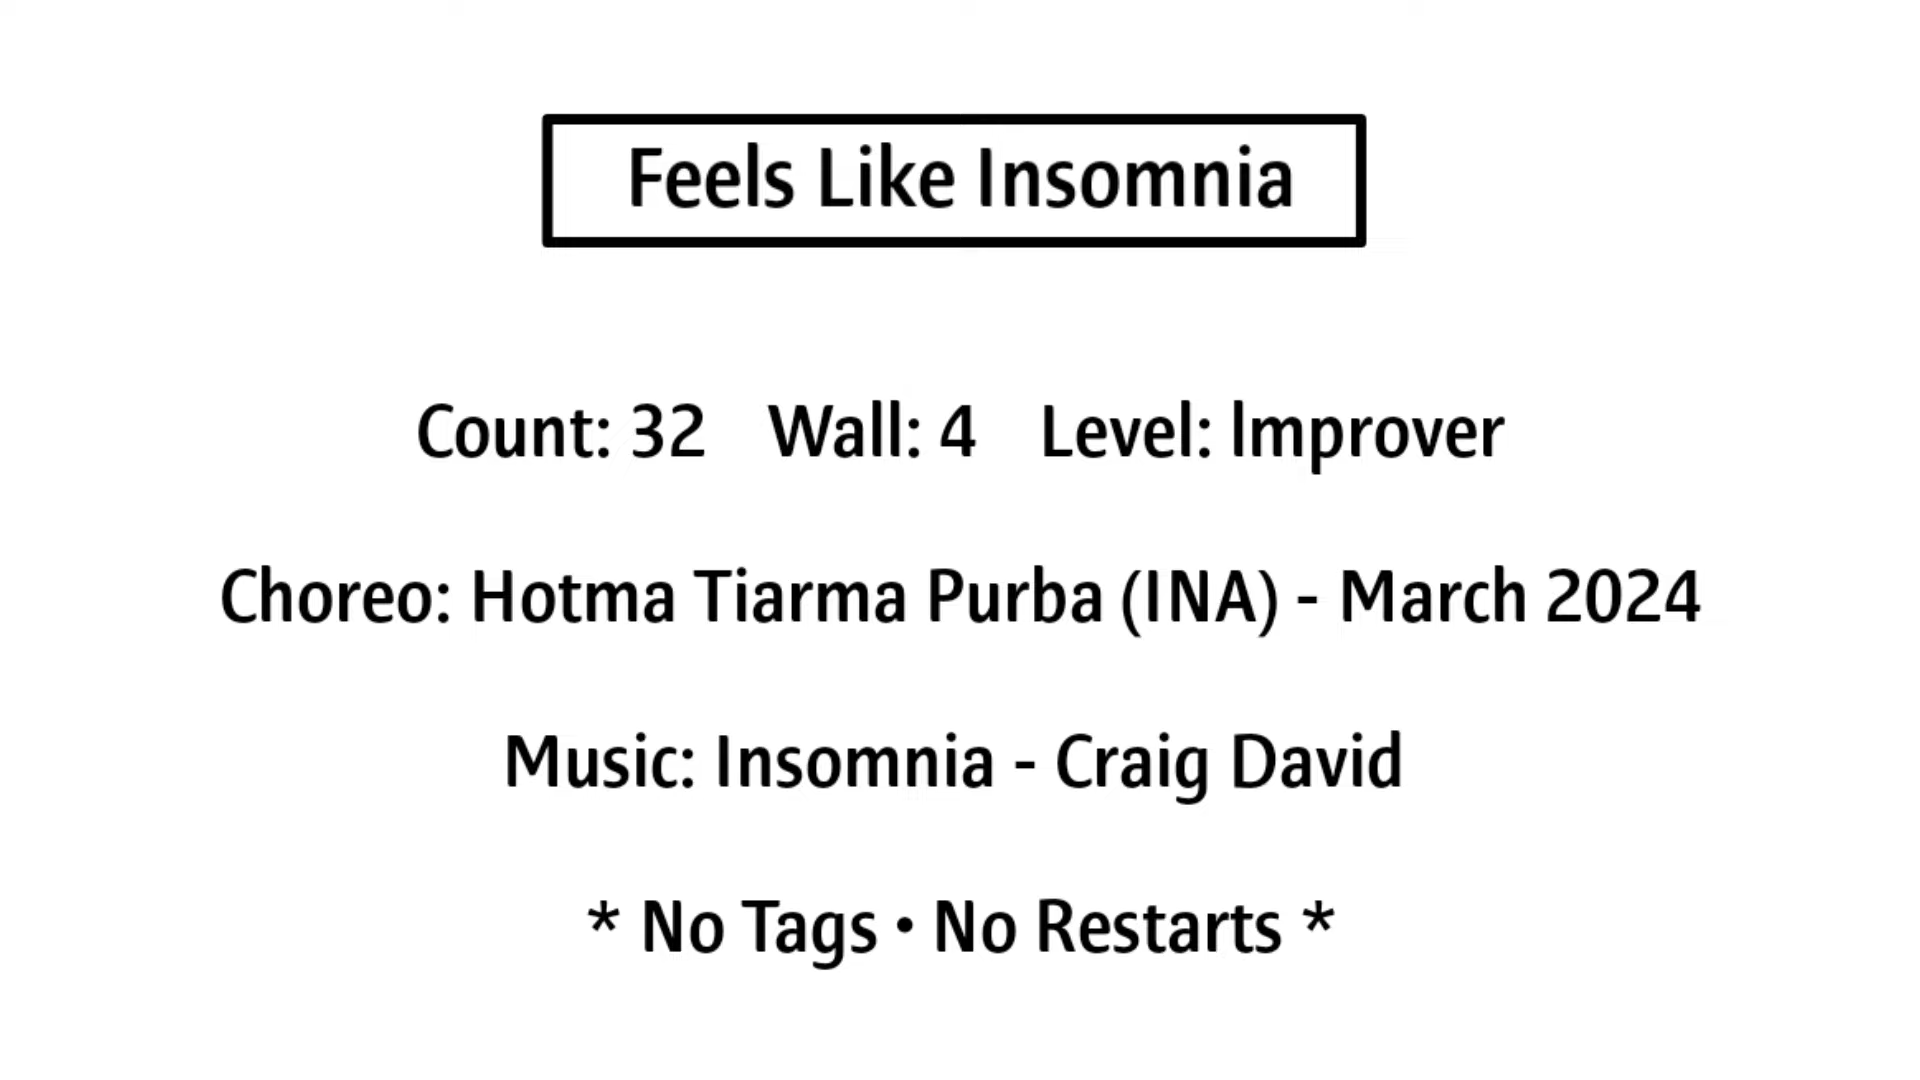 Feels Like Insomnia
Count: 32 Wall: 4 Level: Improver
Choreo: Hotma Tiarma Purba (INA) - March 2024
Music: Insomnia - Craig David
* No Tags • No Restarts *